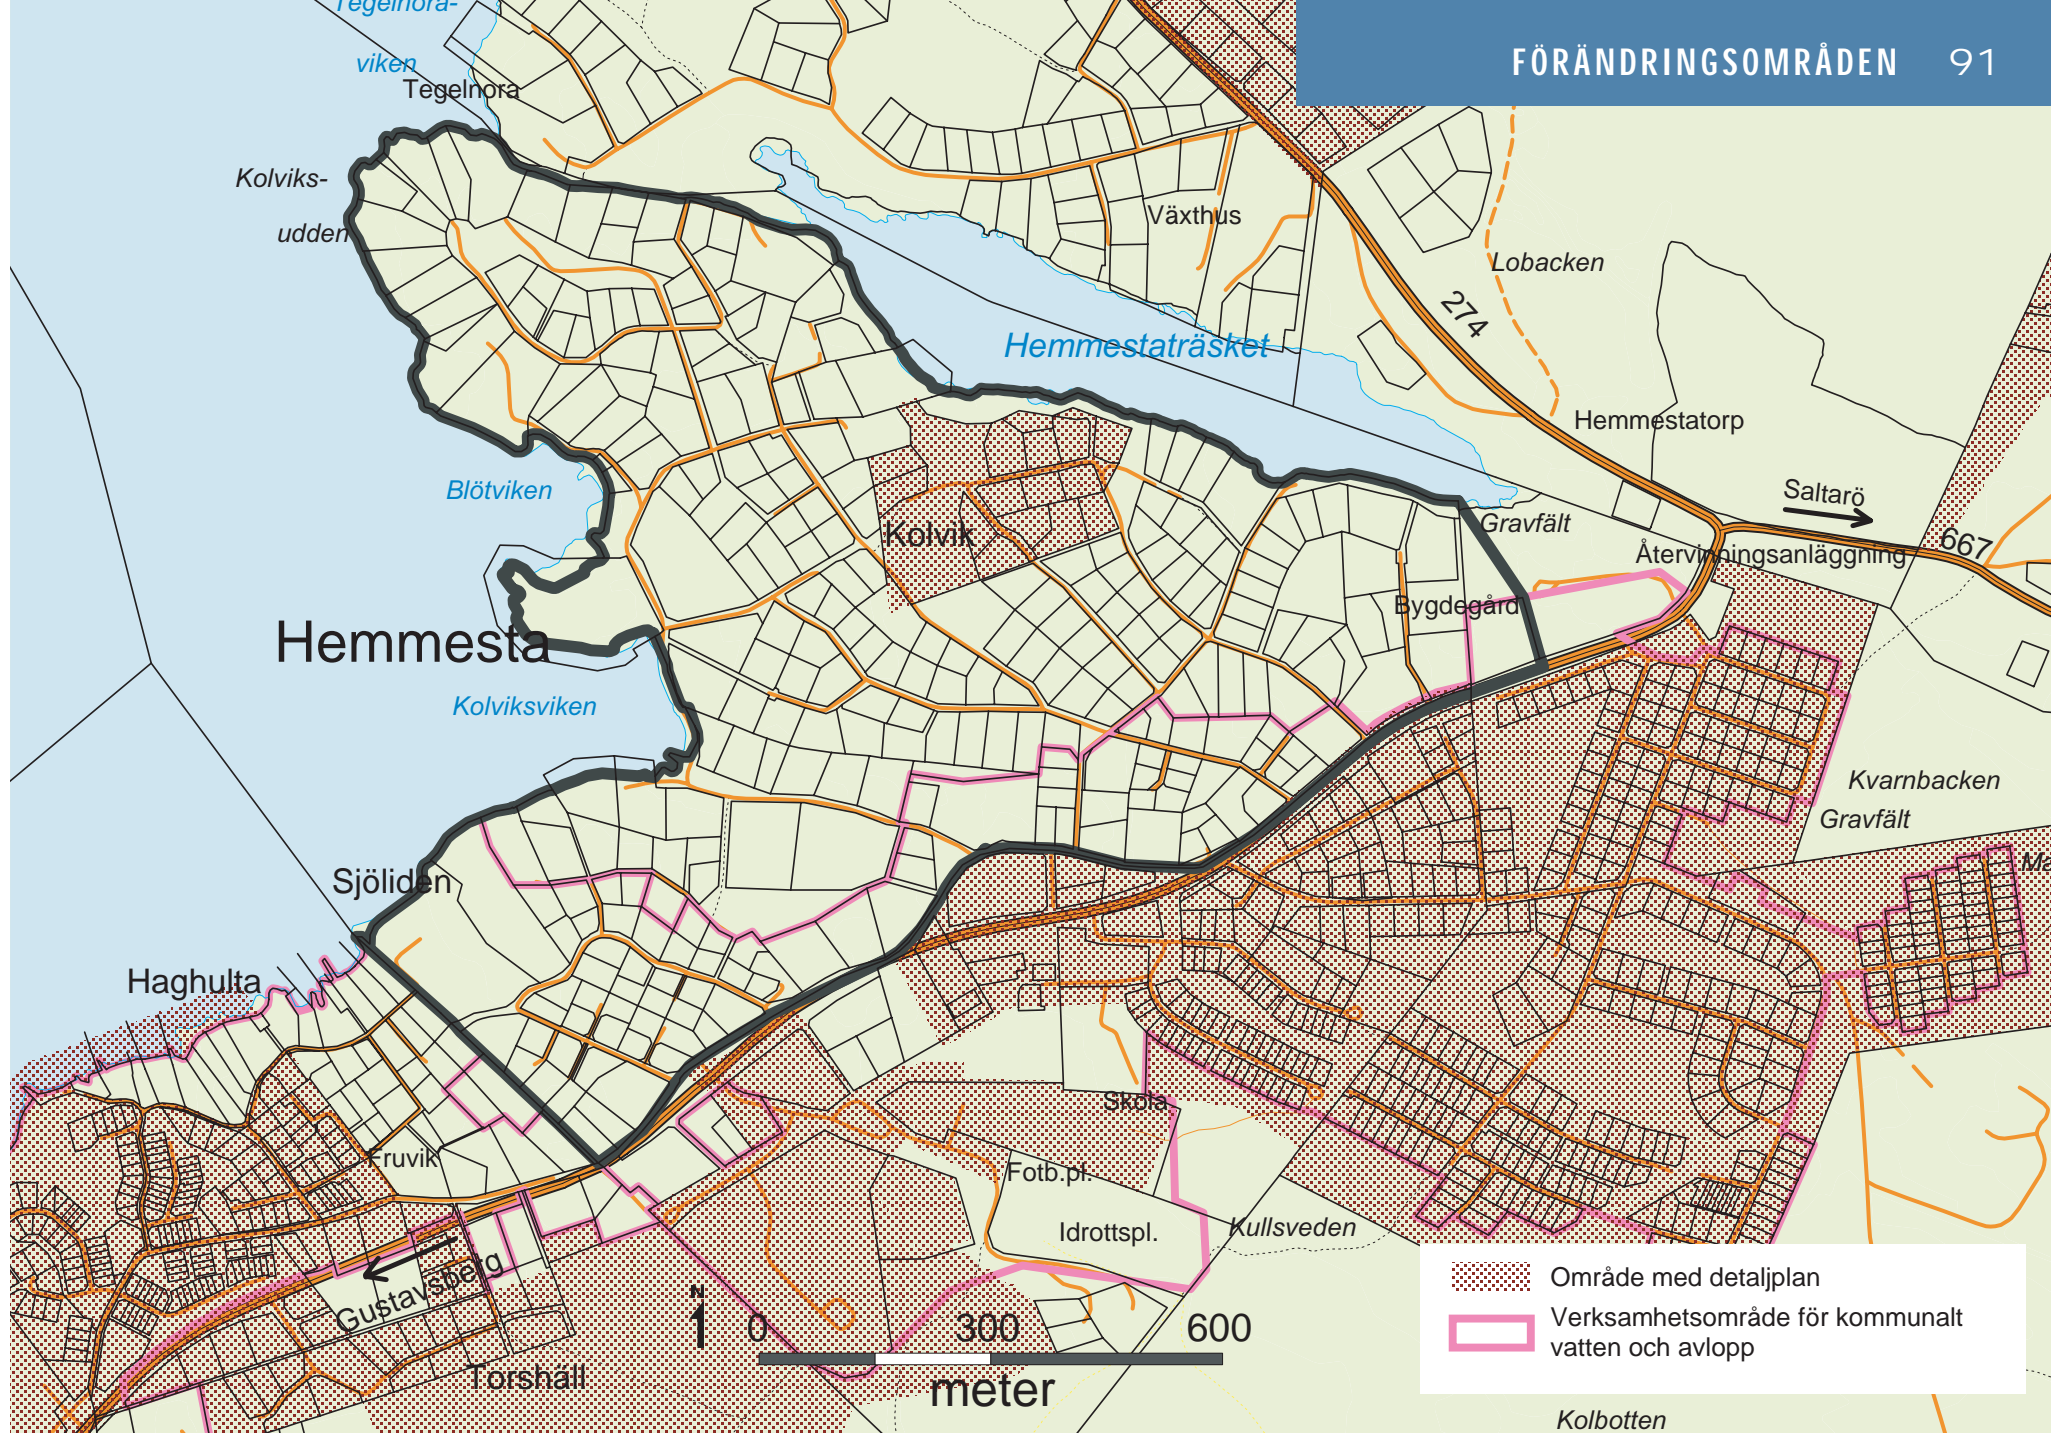 FÖRÄNDRINGSOMRÅDEN 91
Tegelnora-
viken
Tegelnora
Kolviks-
udden
Växthus
Lobacken
274
Hemmestaträsket
Hemmestatorp
Blötviken
Saltarö
Gravfält
Kolvik
667
Återvinningsanläggning
Bygdegård
Hemmesta
Kolviksviken
Kvarnbacken
Gravfält
Sjöliden
Haghulta
Skola
Fruvik
Fotb.pl.
Idrottspl.
Kullsveden
Gustavsberg
N
0 300 600
meter
Torshäll
Område med detaljplan
Verksamhetsområde för kommunalt
vatten och avlopp
Kolbotten